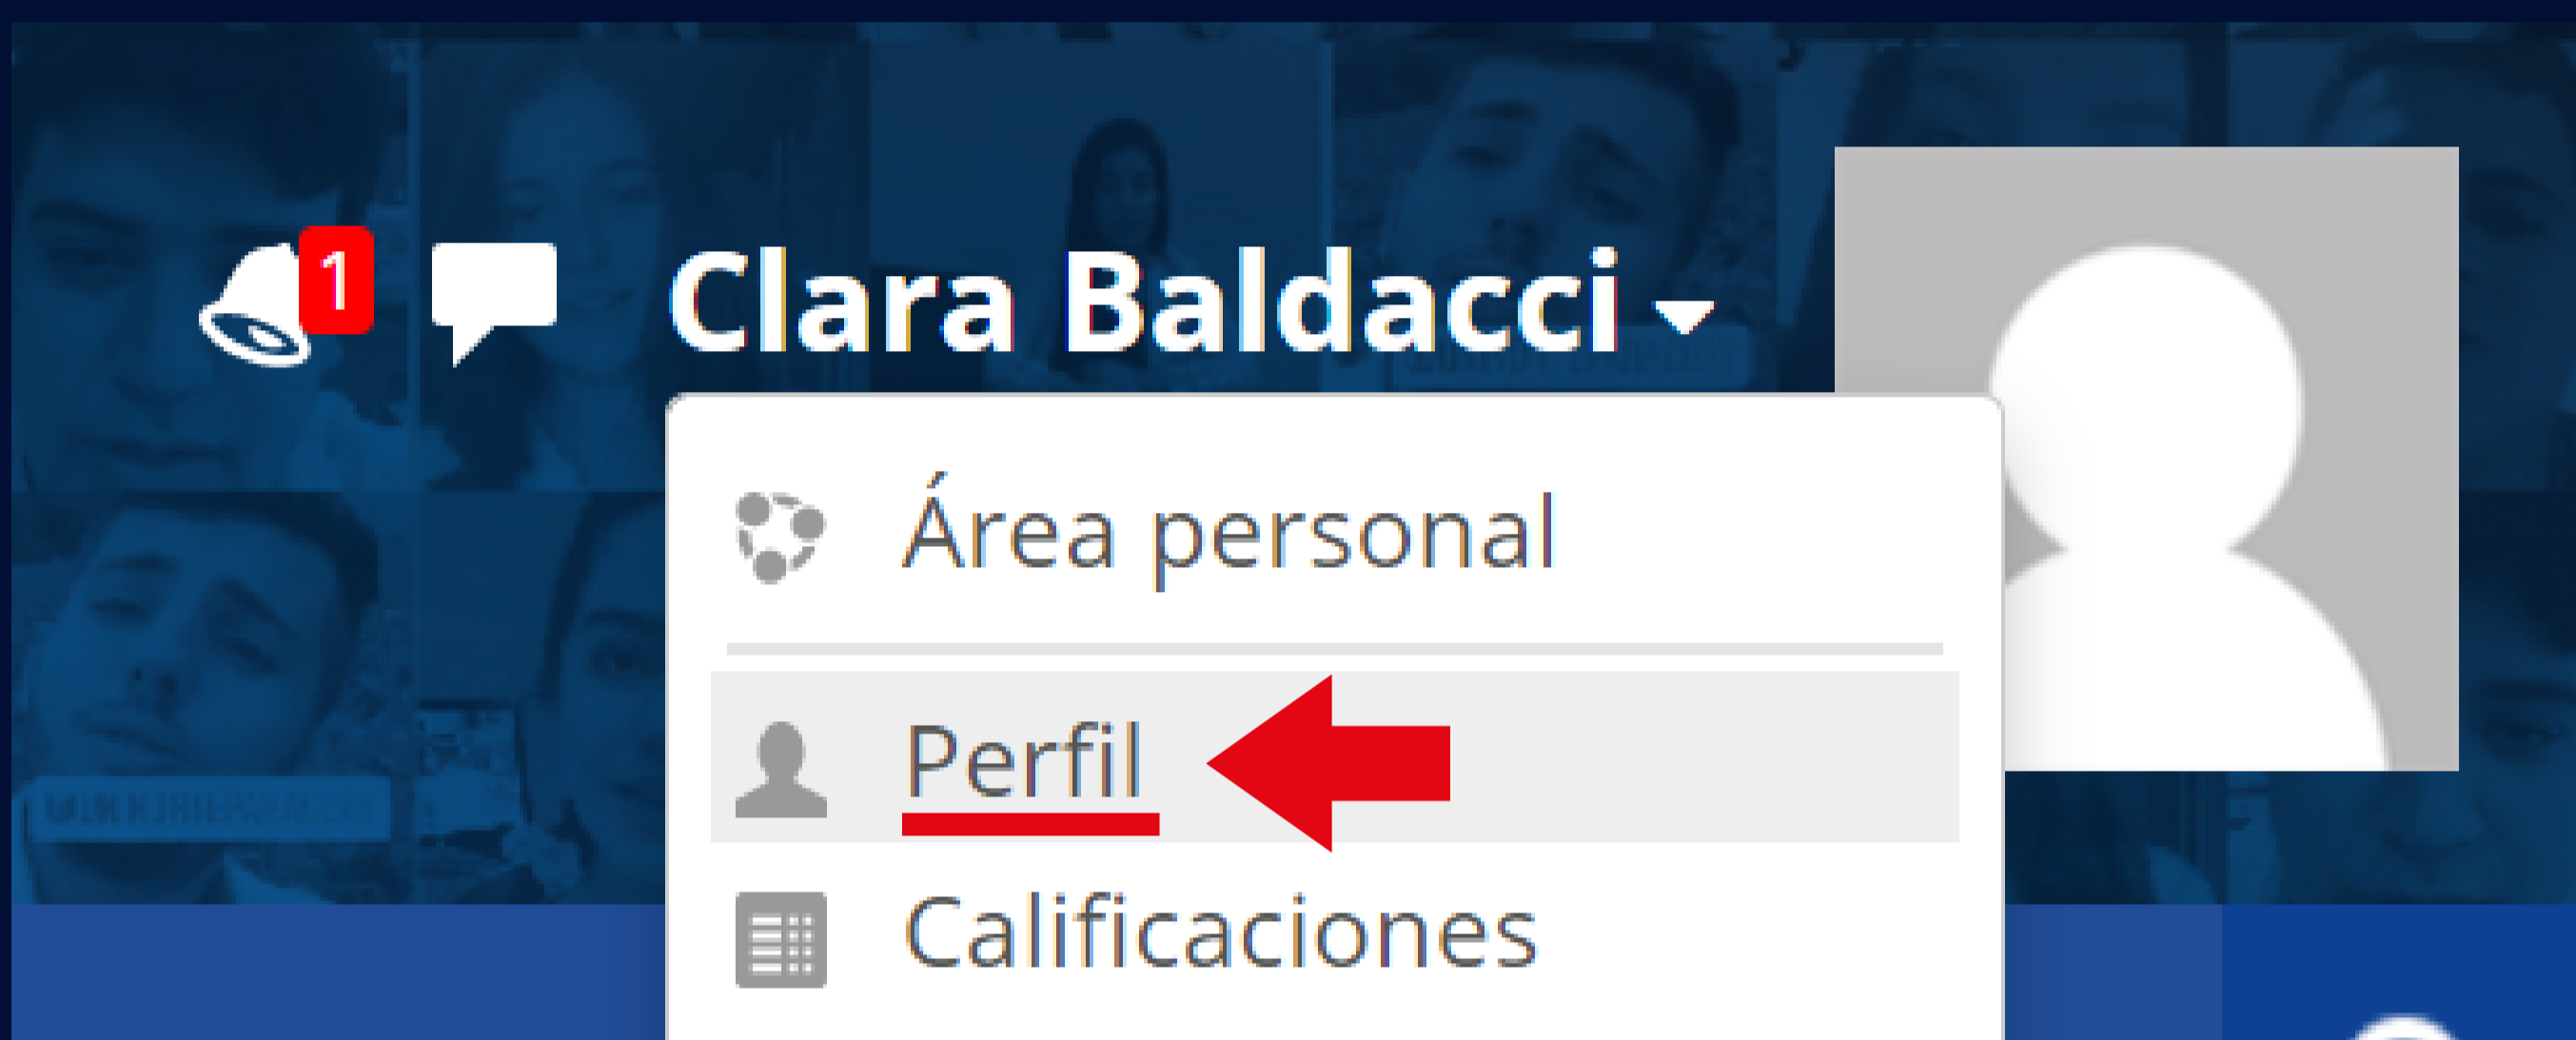 1
Clara Baldacci
Área personal
Perfil
Calificaciones